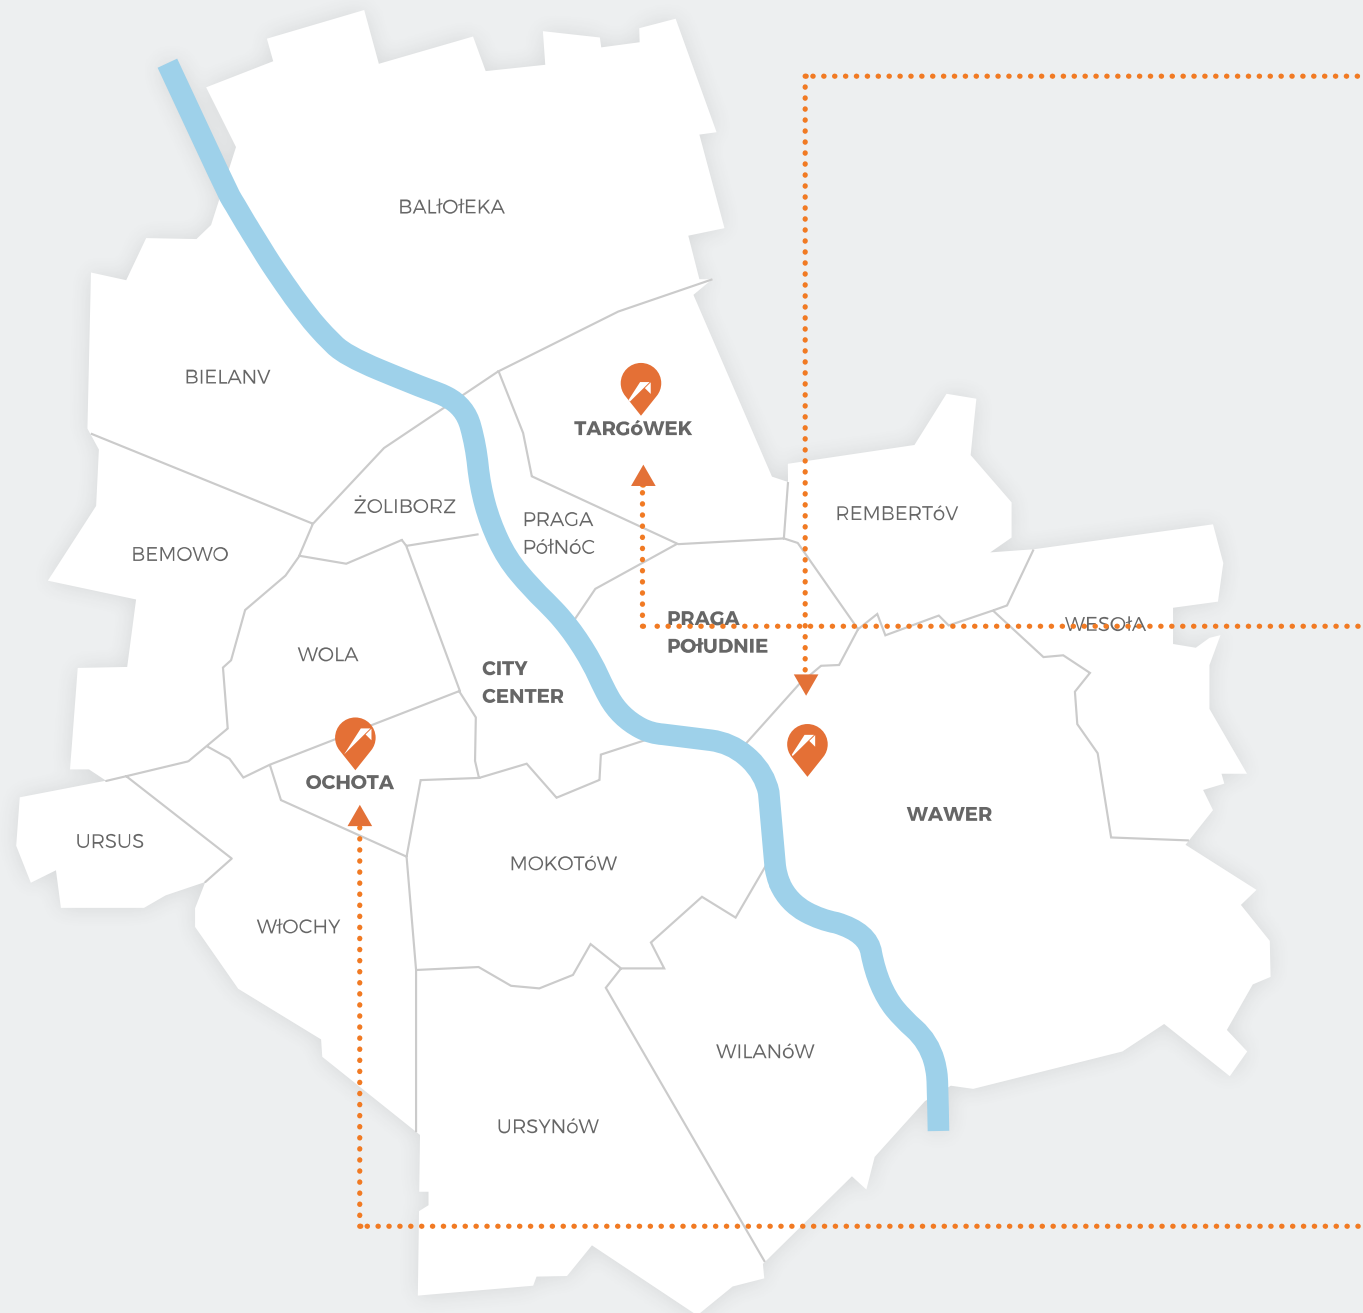 BALłOłEKA
BIELANV
TARGóWEK
ŻOLIBORZ
PRAGA
PółNóC
REMBERTóV
BEMOWO
WESOłA
PRAGA
POłUDNIE
WOLA
CITY
CENTER
OCHOTA
WAWER
URSUS
MOKOTóW
WłOCHY
WILANóW
URSYNóW